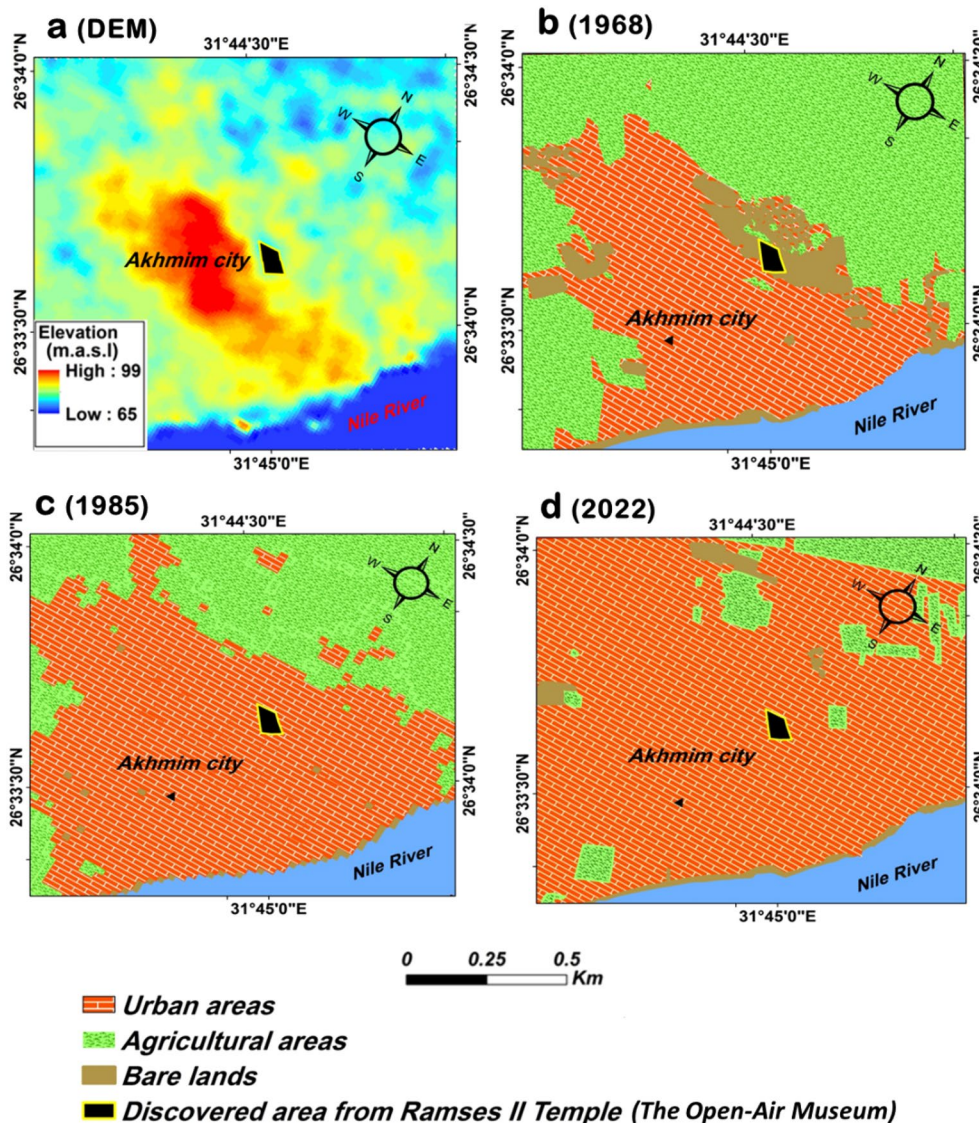 a (DEM)
31°44'30"E
26°34'0"N
26°34'30"N
N
W
E
S
Akhmim city
26°33'30"N
26°34'0"N
Elevation
(m.a.s.l)
High : 99
Low : 65
Nile River
31°45'0"E
b (1968)
31°44'30"E
26°34'0"N
N
W
E
S
Akhmim city
26°33'30"N
Nile River
31°45'0"E
c (1985)
31°44'30"E
26°34'0"N
26°34'30"N
N
W
E
S
Akhmim city
26°33'30"N
26°34'0"N
Nile River
31°45'0"E
d (2022)
31°44'30"E
26°34'0"N
N
W
E
S
Akhmim city
26°33'30"N
Nile River
31°45'0"E
0 0.25 0.5
Km
Urban areas
Agricultural areas
Bare lands
Discovered area from Ramses II Temple (The Open-Air Museum)